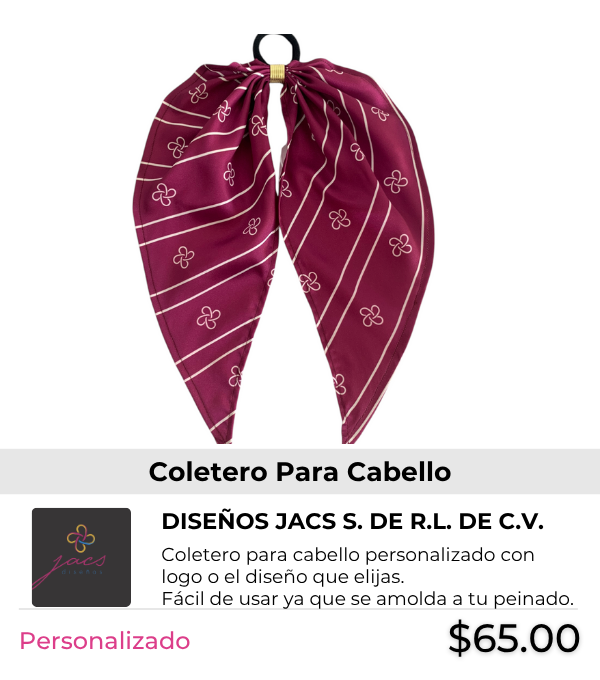 Coletero Para Cabello
DISEÑOS JACS S. DE R.L. DE C.V.
jacs
DISEÑOS
Coletero para cabello personalizado con
logo o el diseño que elijas.
Fácil de usar ya que se amolda a tu peinado.
Personalizado
$65.00